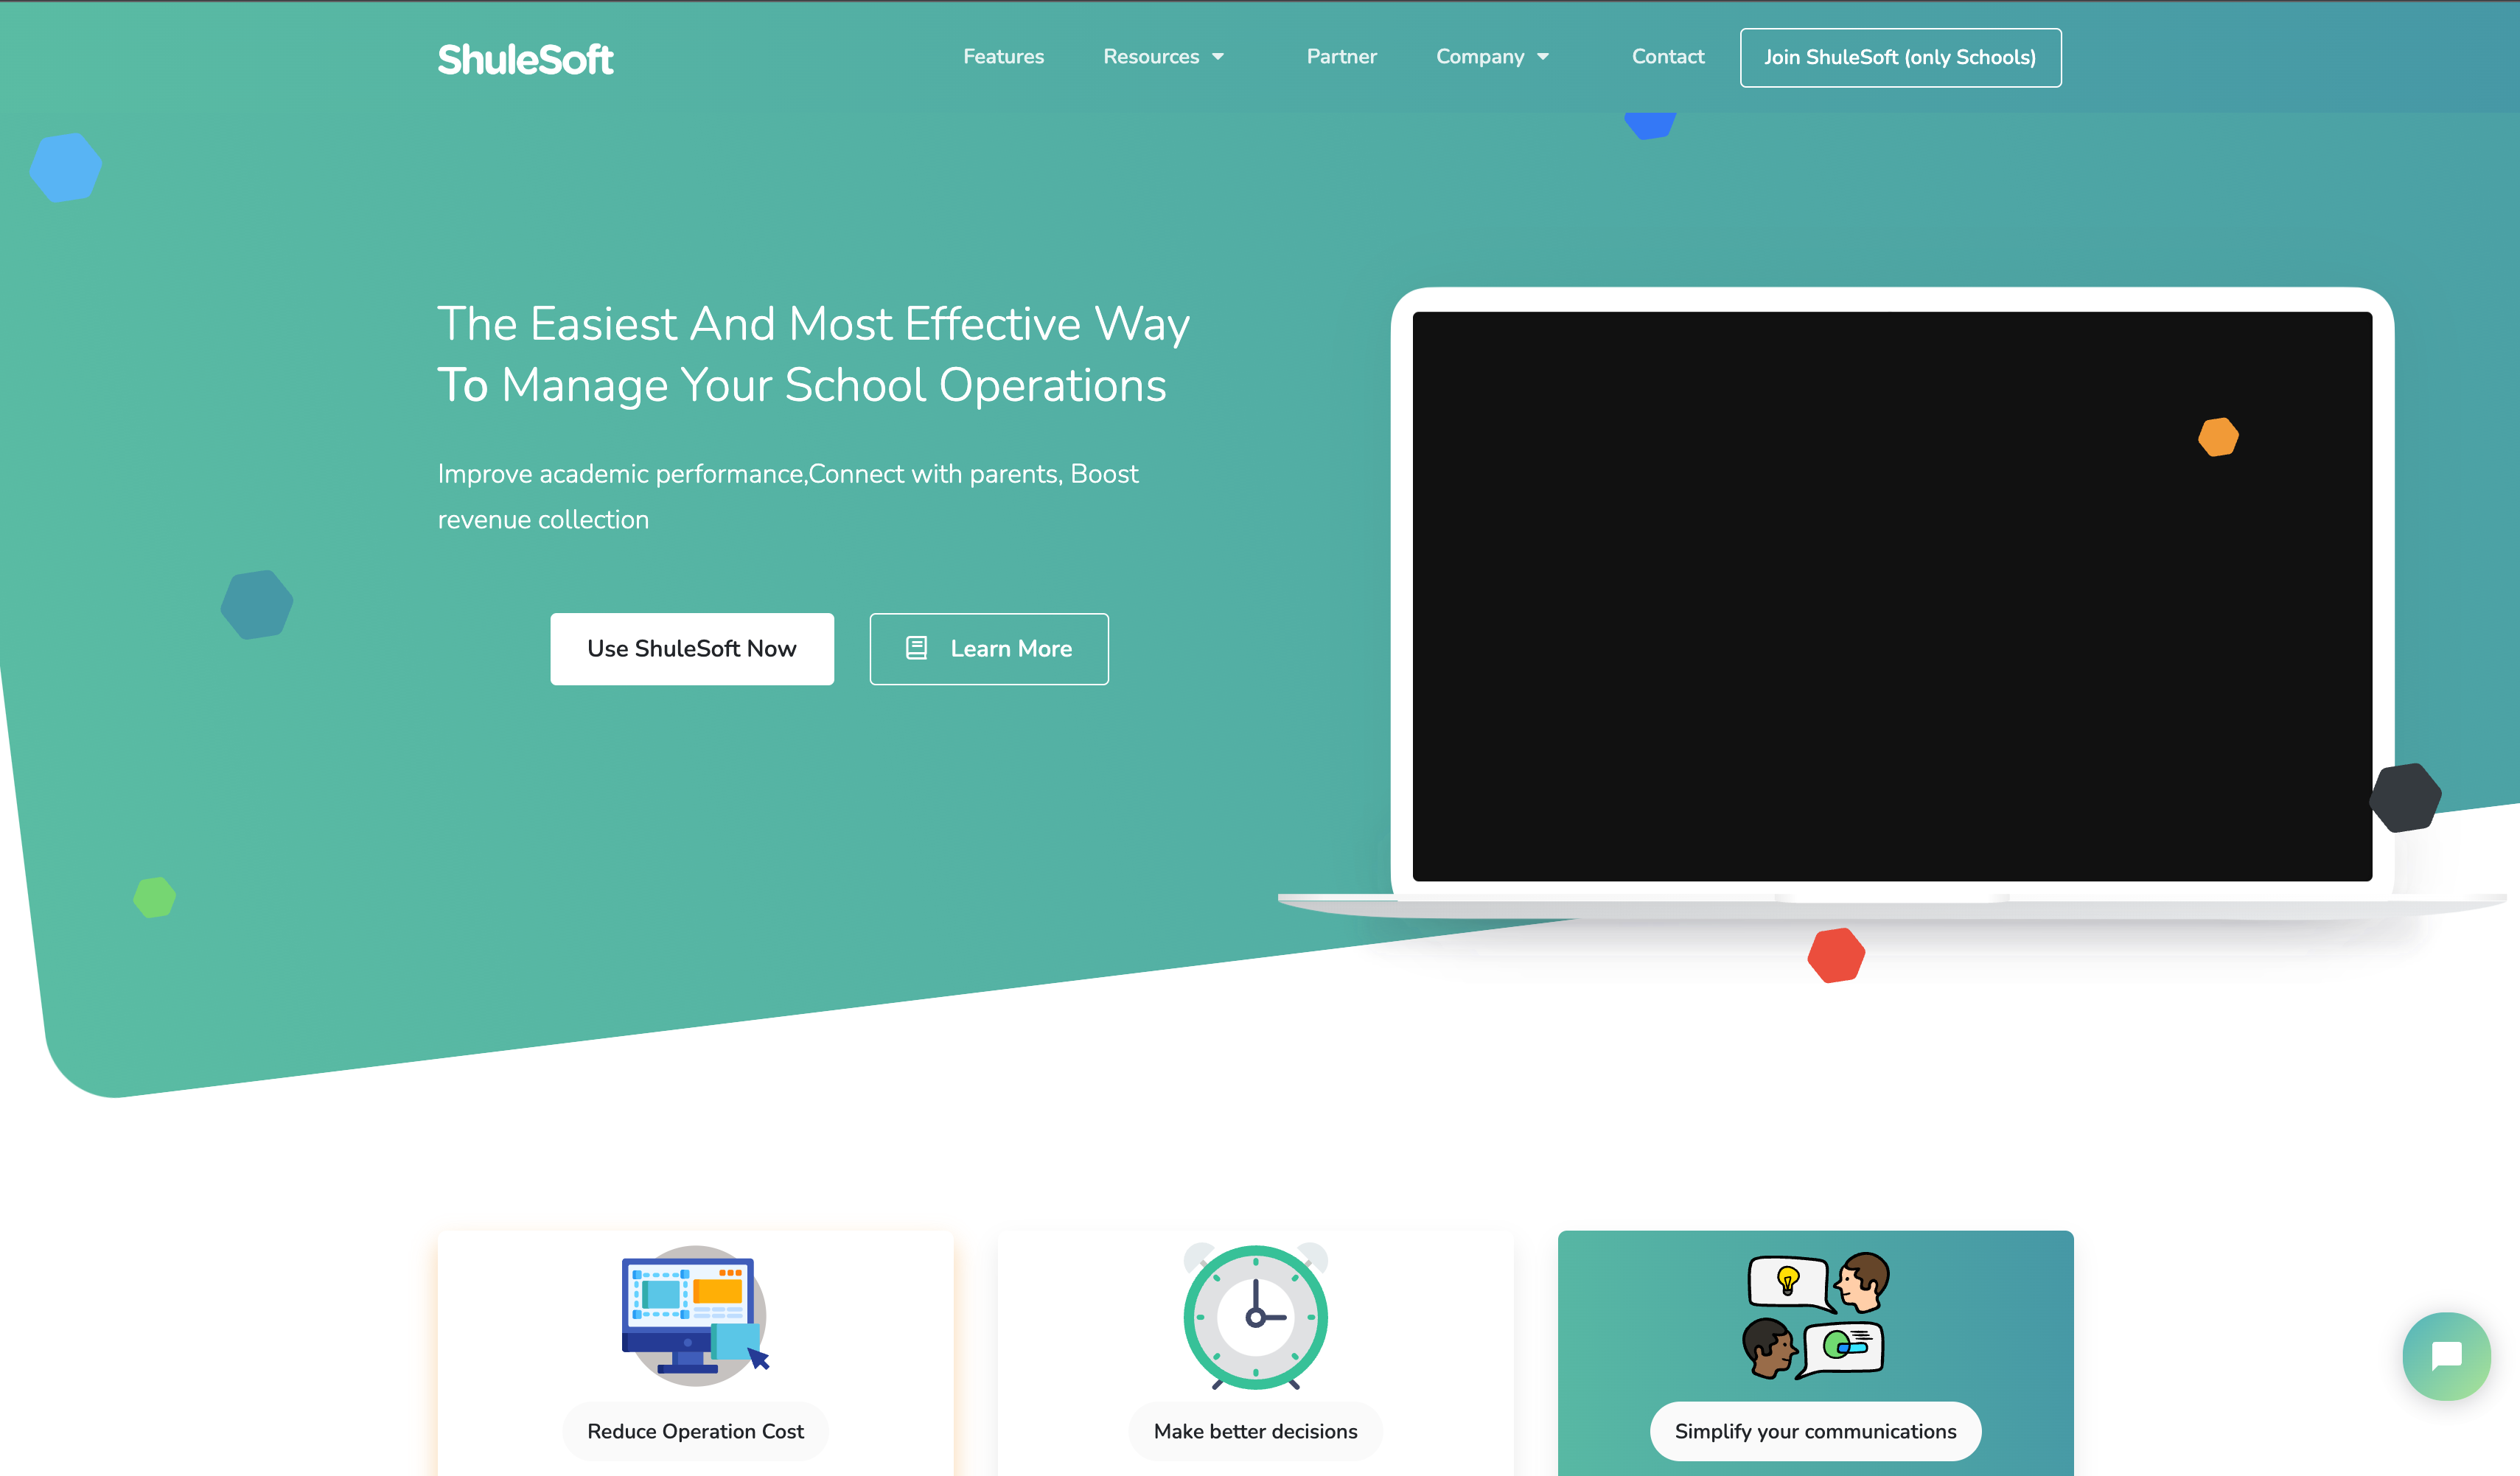 ShuleSoft
Features
Resources
Partner
Company
Contact
Join ShuleSoft (only Schools)
The Easiest And Most Effective Way
To Manage Your School Operations
Improve academic performance,Connect with parents, Boost
revenue collection
Use ShuleSoft Now
Learn More
Reduce Operation Cost
Make better decisions
Simplify your communications